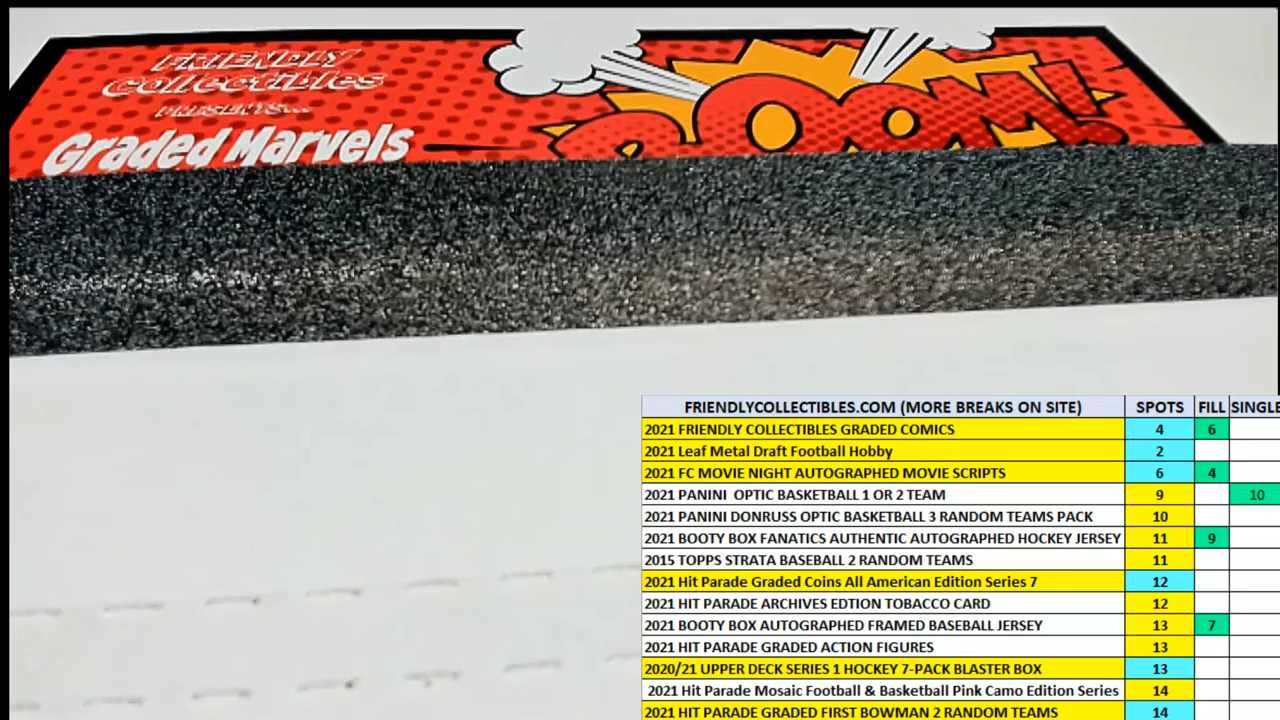 FRIENDLY
Collectibles
PRESENTS...
Graded Marvels
BOOM!
FRIENDLYCOLLECTIBLES.COM (MORE BREAKS ON SITE) SPOTS FILL SINGLE
2021 FRIENDLY COLLECTIBLES GRADED COMICS 4 6
2021 Leaf Metal Draft Football Hobby 2
2021 FC MOVIE NIGHT AUTOGRAPHED MOVIE SCRIPTS 6 4
2021 PANINI OPTIC BASKETBALL 1 OR 2 TEAM 9 10
2021 PANINI DONRUSS OPTIC BASKETBALL 3 RANDOM TEAMS PACK 10
2021 BOOTY BOX FANATICS AUTHENTIC AUTOGRAPHED HOCKEY JERSEY 11 9
2015 TOPPS STRATA BASEBALL 2 RANDOM TEAMS 11
2021 Hit Parade Graded Coins All American Edition Series 7 12
2021 HIT PARADE ARCHIVES EDTION TOBACCO CARD 12
2021 BOOTY BOX AUTOGRAPHED FRAMED BASEBALL JERSEY 13 7
2021 HIT PARADE GRADED ACTION FIGURES 13
2020/21 UPPER DECK SERIES 1 HOCKEY 7-PACK BLASTER BOX 13
2021 Hit Parade Mosaic Football & Basketball Pink Camo Edition Series 14
2021 HIT PARADE GRADED FIRST BOWMAN 2 RANDOM TEAMS 14